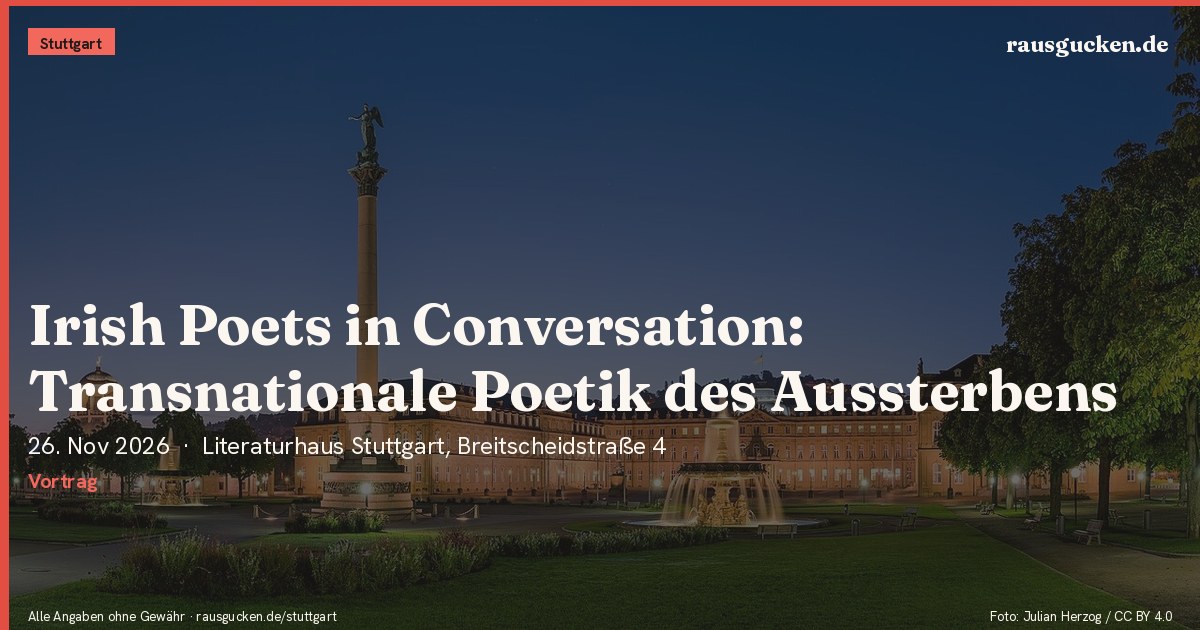 Stuttgart
rausgucken.de
Irish Poets in Conversation:
Transnationale Poetik des Aussterbens
26. Nov 2026 · Literaturhaus Stuttgart, Breitscheidstraße 4
Vortrag
Alle Angaben ohne Gewähr · rausgucken.de/stuttgart
Foto: Julian Herzog / CC BY 4.0